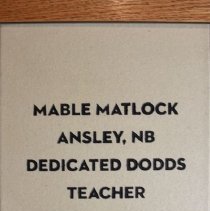 MABLE MATLOCK
ANSLEY, NB
DEDICATED DODDS
TEACHER